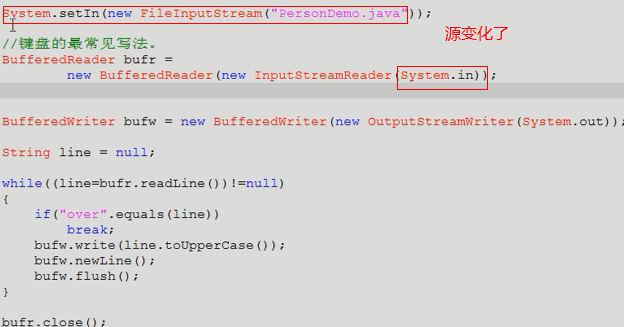 System.setIn(new FileInputStream("PersonDemo.java"));
源变化了
//键盘的最常见写法。
BufferedReader bufr =
new BufferedReader(new InputStreamReader(System.in));
BufferedWriter bufw = new BufferedWriter(new OutputStreamWriter(System.out));
String line = null;
while((line=bufr.readLine())!=null)
{
if("over".equals(line))
break;
bufw.write(line.toUpperCase());
bufw.newLine();
bufw.flush();
}
bufr.close();